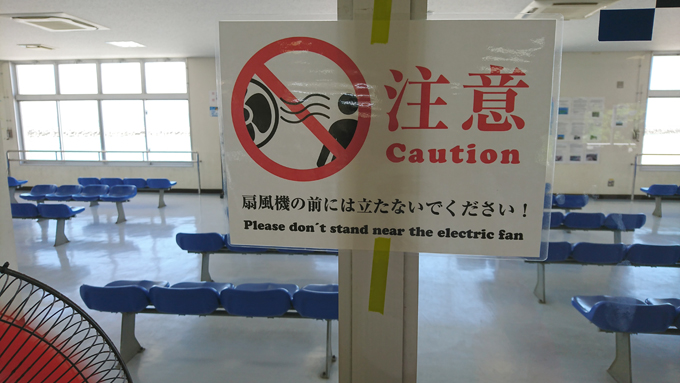 注意
Caution
扇風機の前には立たないでください！
Please don´t stand near the electric fan